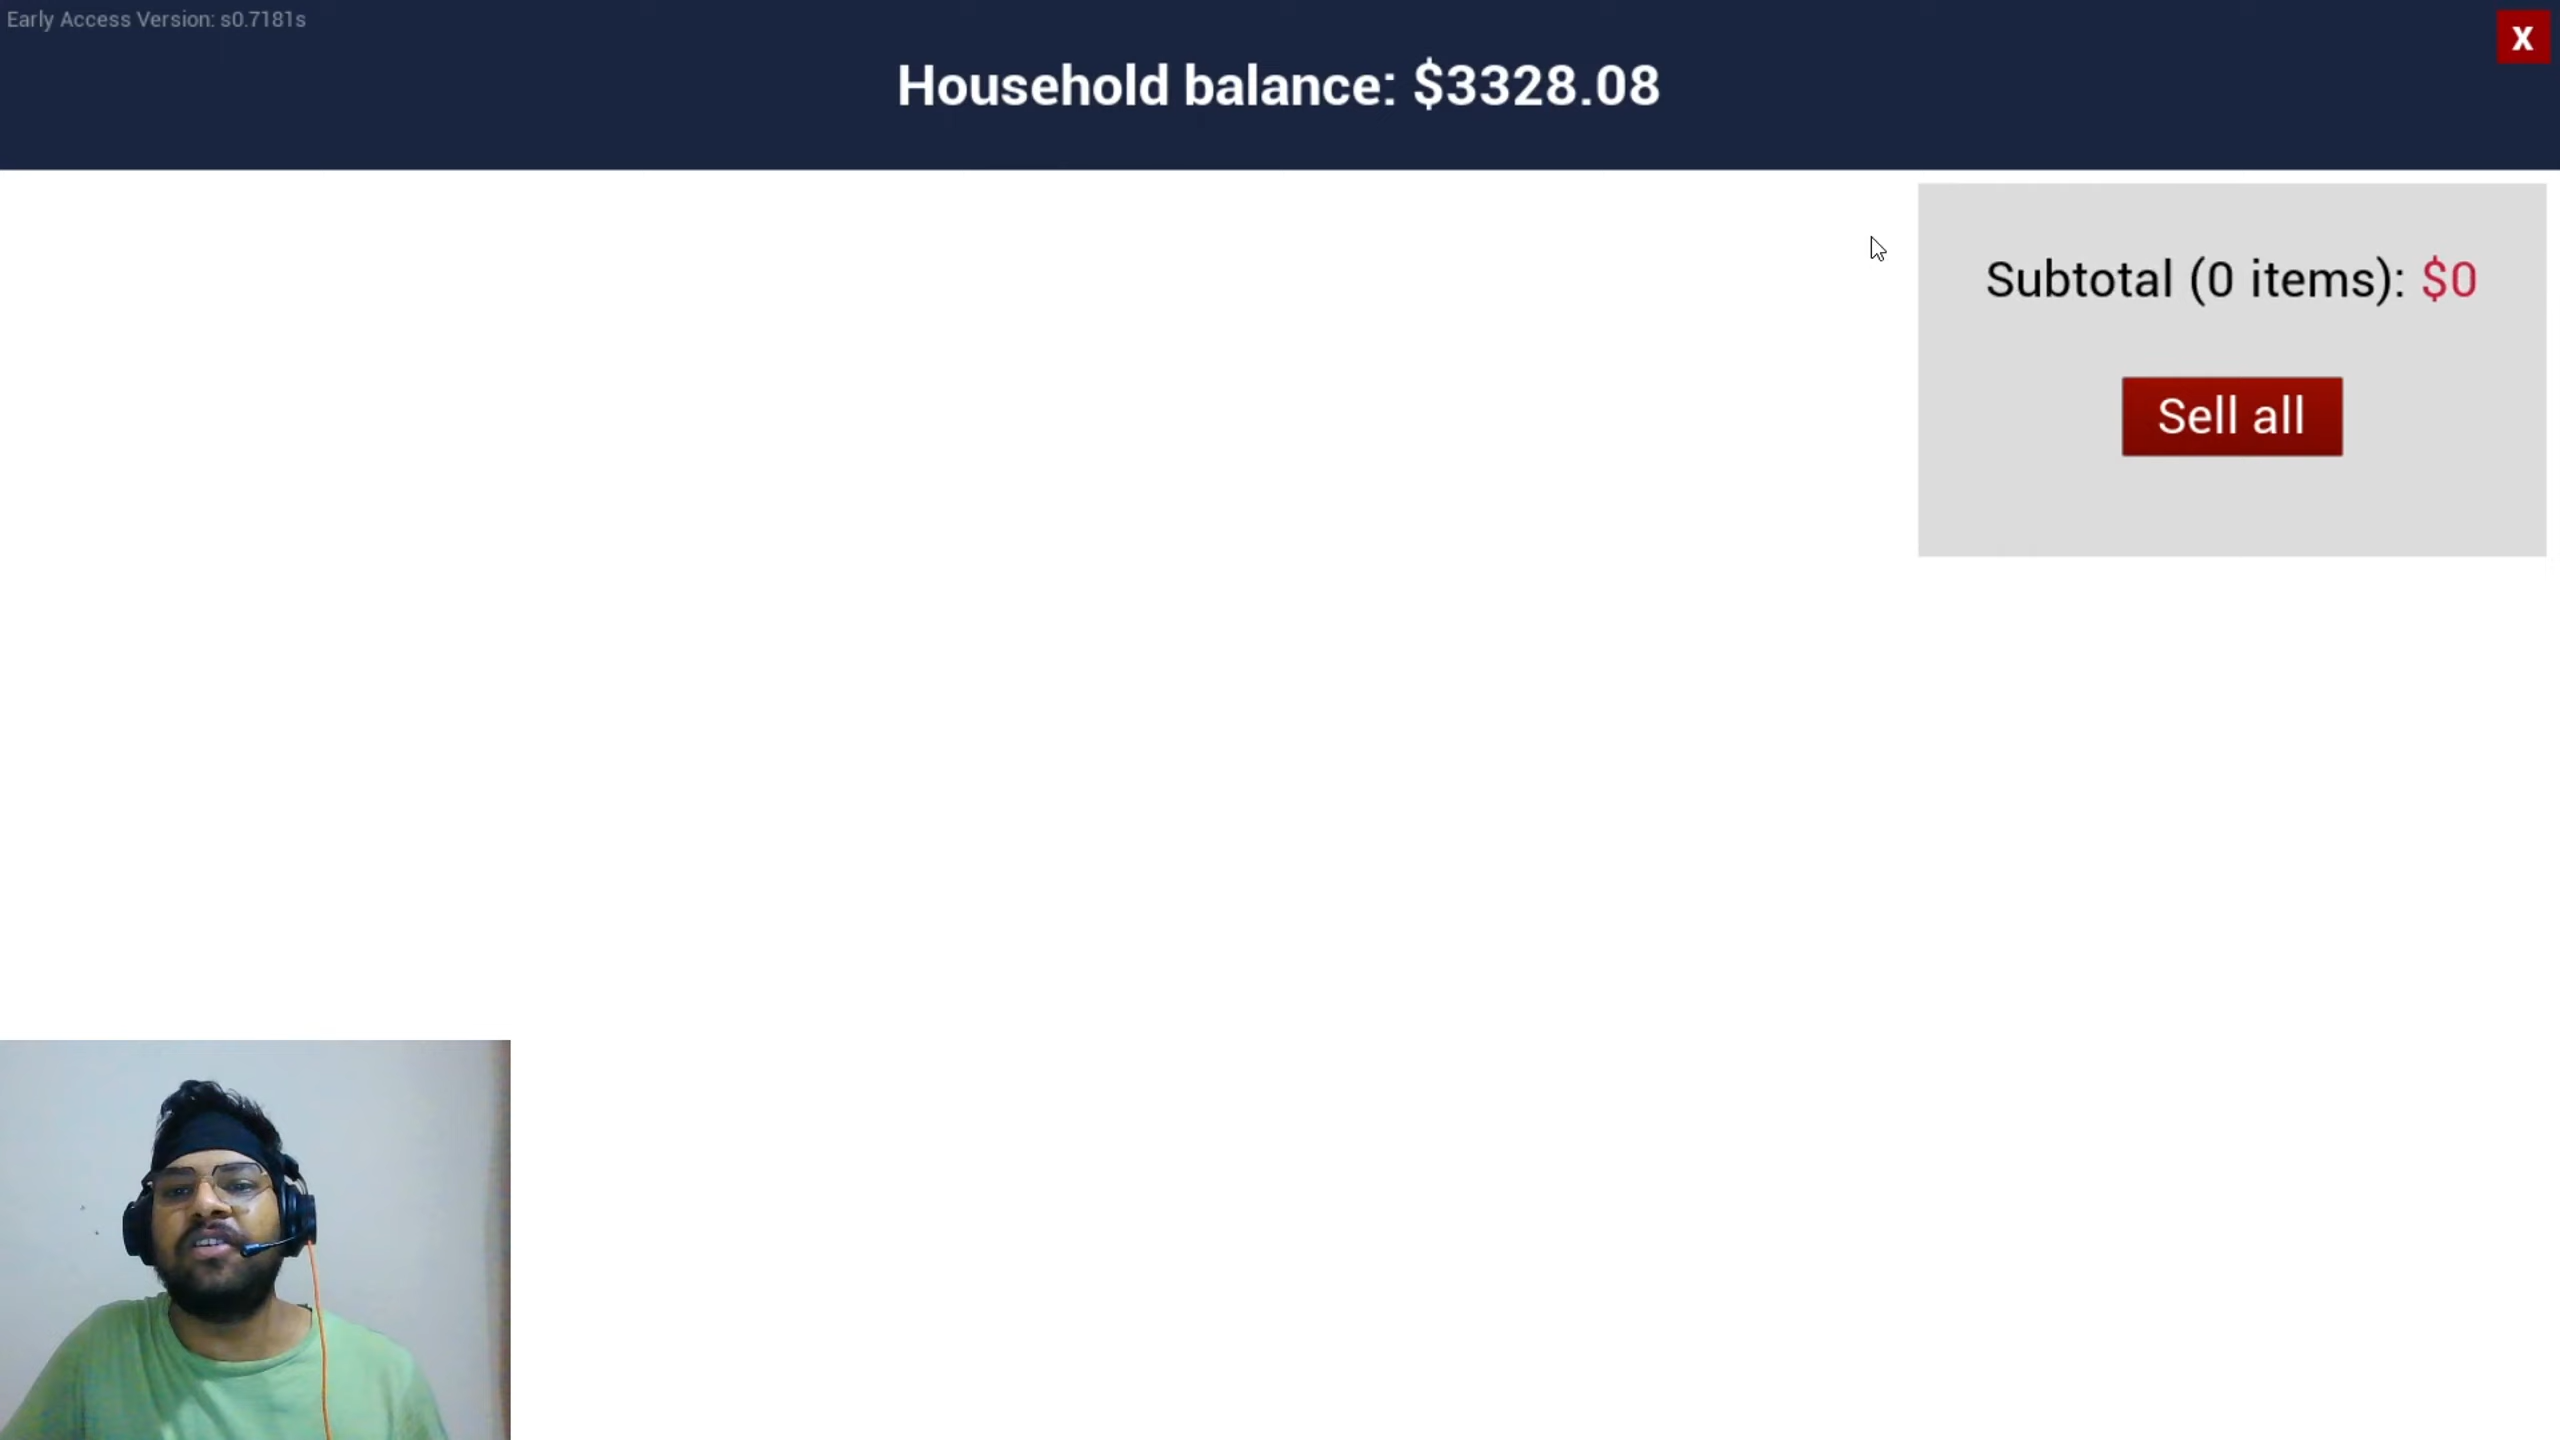 Early Access Version: s0.7181s
X
Household balance: $3328.08
Subtotal (0 items): $0
Sell all